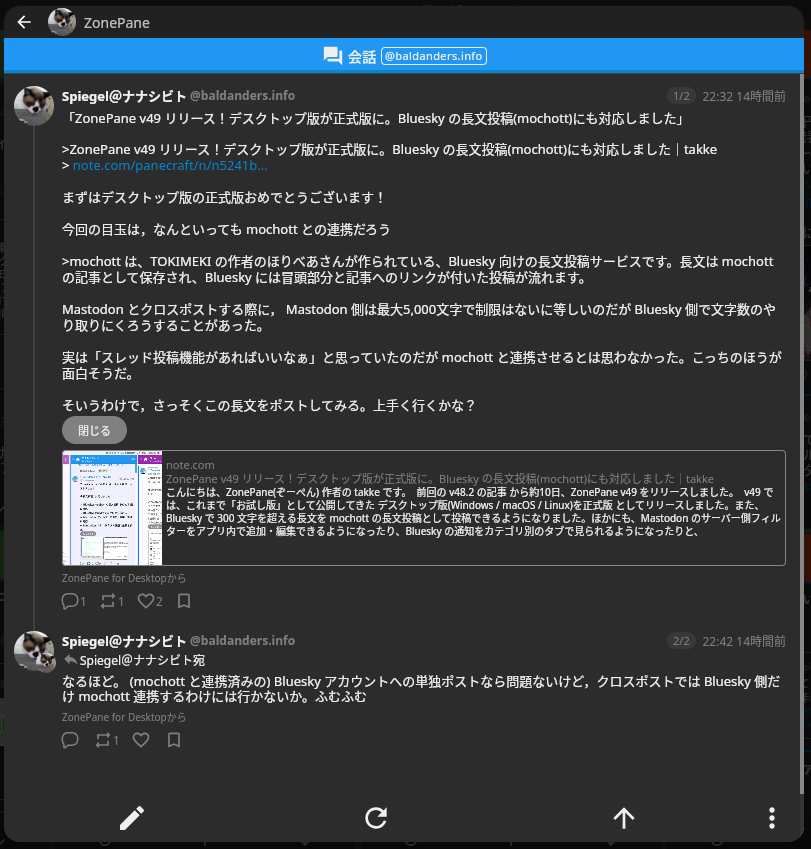 ZonePane
会話 @baldanders.info
Spiegel@ナナシビト @baldanders.info 1/2 22:32 14時間前
「ZonePane v49 リリース！デスクトップ版が正式版に。Bluesky の長文投稿(mochott)にも対応しました」
>ZonePane v49 リリース！デスクトップ版が正式版に。Bluesky の長文投稿(mochott)にも対応しました｜takke
> note.com/panecraft/n/n5241b...
まずはデスクトップ版の正式版おめでとうございます！
今回の目玉は，なんといっても mochott との連携だろう
>mochott は、TOKIMEKI の作者のほりべあさんが作られている、Bluesky 向けの長文投稿サービスです。長文は mochott
の記事として保存され、Bluesky には冒頭部分と記事へのリンクが付いた投稿が流れます。
Mastodon とクロスポストする際に， Mastodon 側は最大5,000文字で制限はないに等しいのだが Bluesky 側で文字数のや
り取りにくろうすることがあった。
実は「スレッド投稿機能があればいいなぁ」と思っていたのだが mochott と連携させるとは思わなかった。こっちのほうが
面白そうだ。
そいうわけで，さっそくこの長文をポストしてみる。上手く行くかな？
閉じる
note.com
ZonePane v49 リリース！デスクトップ版が正式版に。Bluesky の長文投稿(mochott)にも対応しました｜takke
こんにちは、ZonePane(ぞーぺん) 作者の takke です。 前回の v48.2 の記事 から約10日、ZonePane v49 をリリースしました。 v49 で
は、これまで「お試し版」として公開してきた デスクトップ版(Windows / macOS / Linux)を正式版 としてリリースしました。また、
Bluesky で 300 文字を超える長文を mochott の長文投稿として投稿できるようになりました。ほかにも、Mastodon のサーバー側フィル
ターをアプリ内で追加・編集できるようになったり、Bluesky の通知をカテゴリ別のタブで見られるようになったりと、
ZonePane for Desktopから
1 1 2
Spiegel@ナナシビト @baldanders.info 2/2 22:42 14時間前
Spiegel@ナナシビト宛
なるほど。 (mochott と連携済みの) Bluesky アカウントへの単独ポストなら問題ないけど，クロスポストでは Bluesky 側だ
け mochott 連携するわけには行かないか。ふむふむ
ZonePane for Desktopから
1